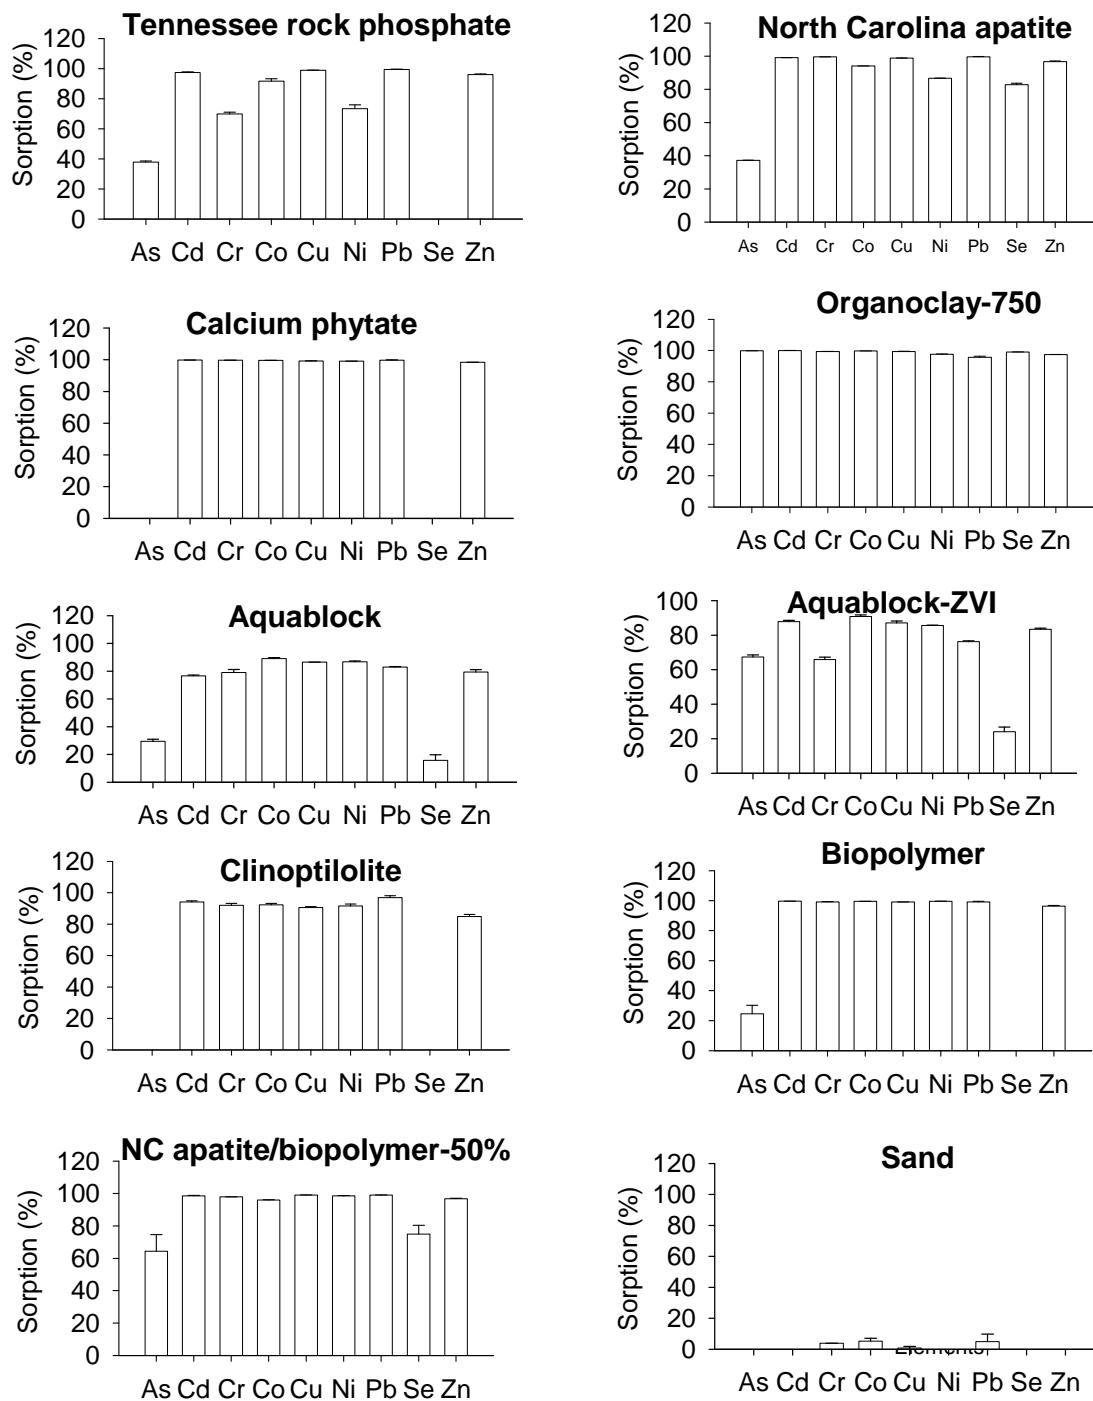 Tennessee rock phosphate
Sorption (%)
120
100
80
60
40
20
0
As Cd Cr Co Cu Ni Pb Se Zn
North Carolina apatite
Sorption (%)
120
100
80
60
40
20
0
As Cd Cr Co Cu Ni Pb Se Zn
Calcium phytate
Sorption (%)
120
100
80
60
40
20
0
As Cd Cr Co Cu Ni Pb Se Zn
Organoclay-750
Sorption (%)
120
100
80
60
40
20
0
As Cd Cr Co Cu Ni Pb Se Zn
Aquablock
Sorption (%)
120
100
80
60
40
20
0
As Cd Cr Co Cu Ni Pb Se Zn
Aquablock-ZVI
Sorption (%)
100
80
60
40
20
0
As Cd Cr Co Cu Ni Pb Se Zn
Clinoptilolite
Sorption (%)
120
100
80
60
40
20
0
As Cd Cr Co Cu Ni Pb Se Zn
Biopolymer
Sorption (%)
120
100
80
60
40
20
0
As Cd Cr Co Cu Ni Pb Se Zn
NC apatite/biopolymer-50%
Sorption (%)
120
100
80
60
40
20
0
As Cd Cr Co Cu Ni Pb Se Zn
Sand
Sorption (%)
120
100
80
60
40
20
0
Elements
As Cd Cr Co Cu Ni Pb Se Zn